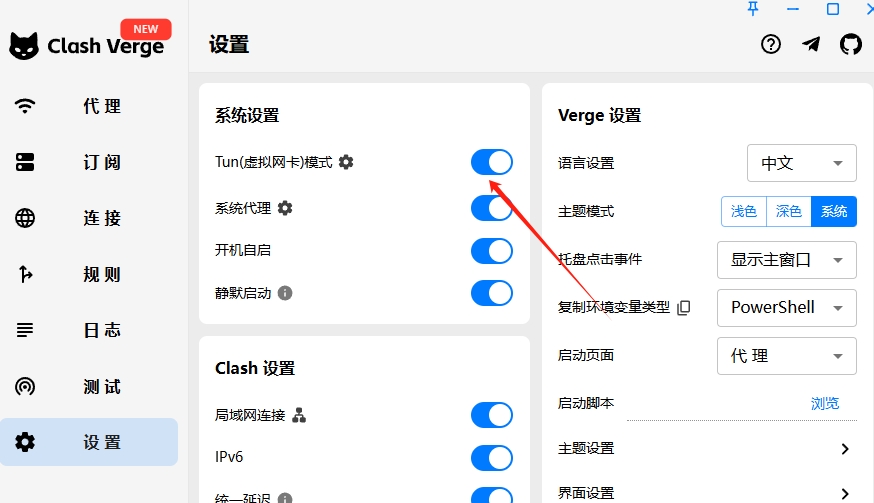 NEW
Clash Verge
代理
订阅
连接
规则
日志
测试
设置
设置
系统设置
Tun(虚拟网卡)模式
系统代理
开机自启
静默启动
Clash 设置
局域网连接
IPv6
统一延迟
Verge 设置
语言设置 中文
主题模式 浅色 深色 系统
托盘点击事件 显示主窗口
复制环境变量类型 PowerShell
启动页面 代理
启动脚本 浏览
主题设置
界面设置